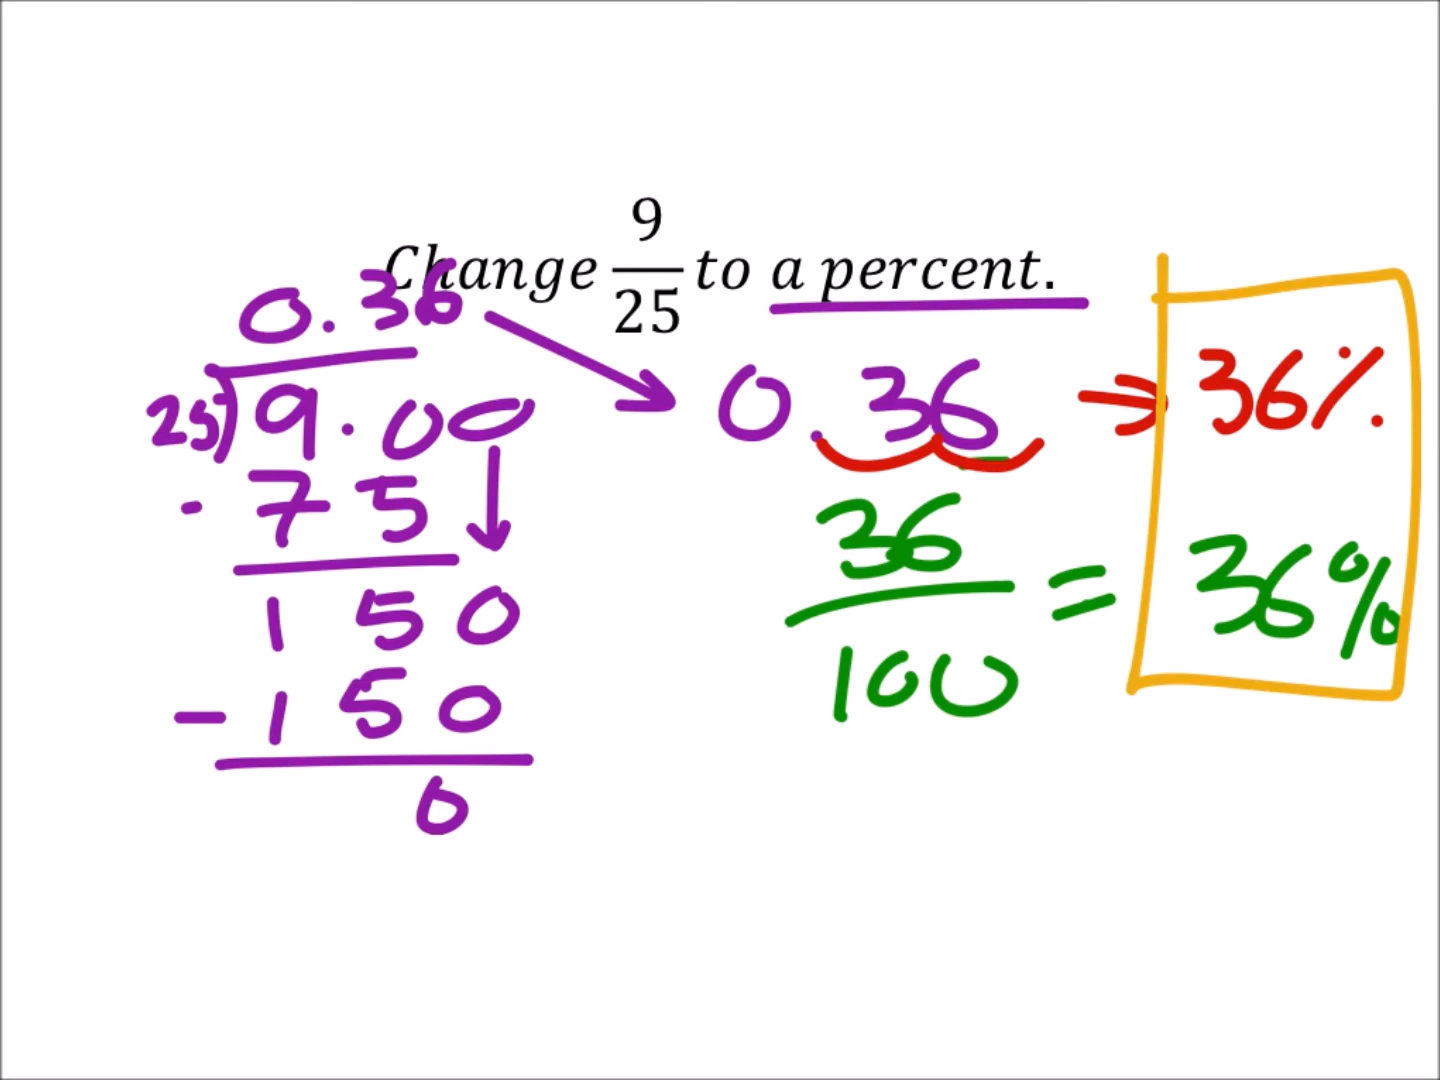 Change 9/25 to a percent.
0.36
25)9.00
- 75
150
- 150
0
0.36 → 36%
36/100 = 36%